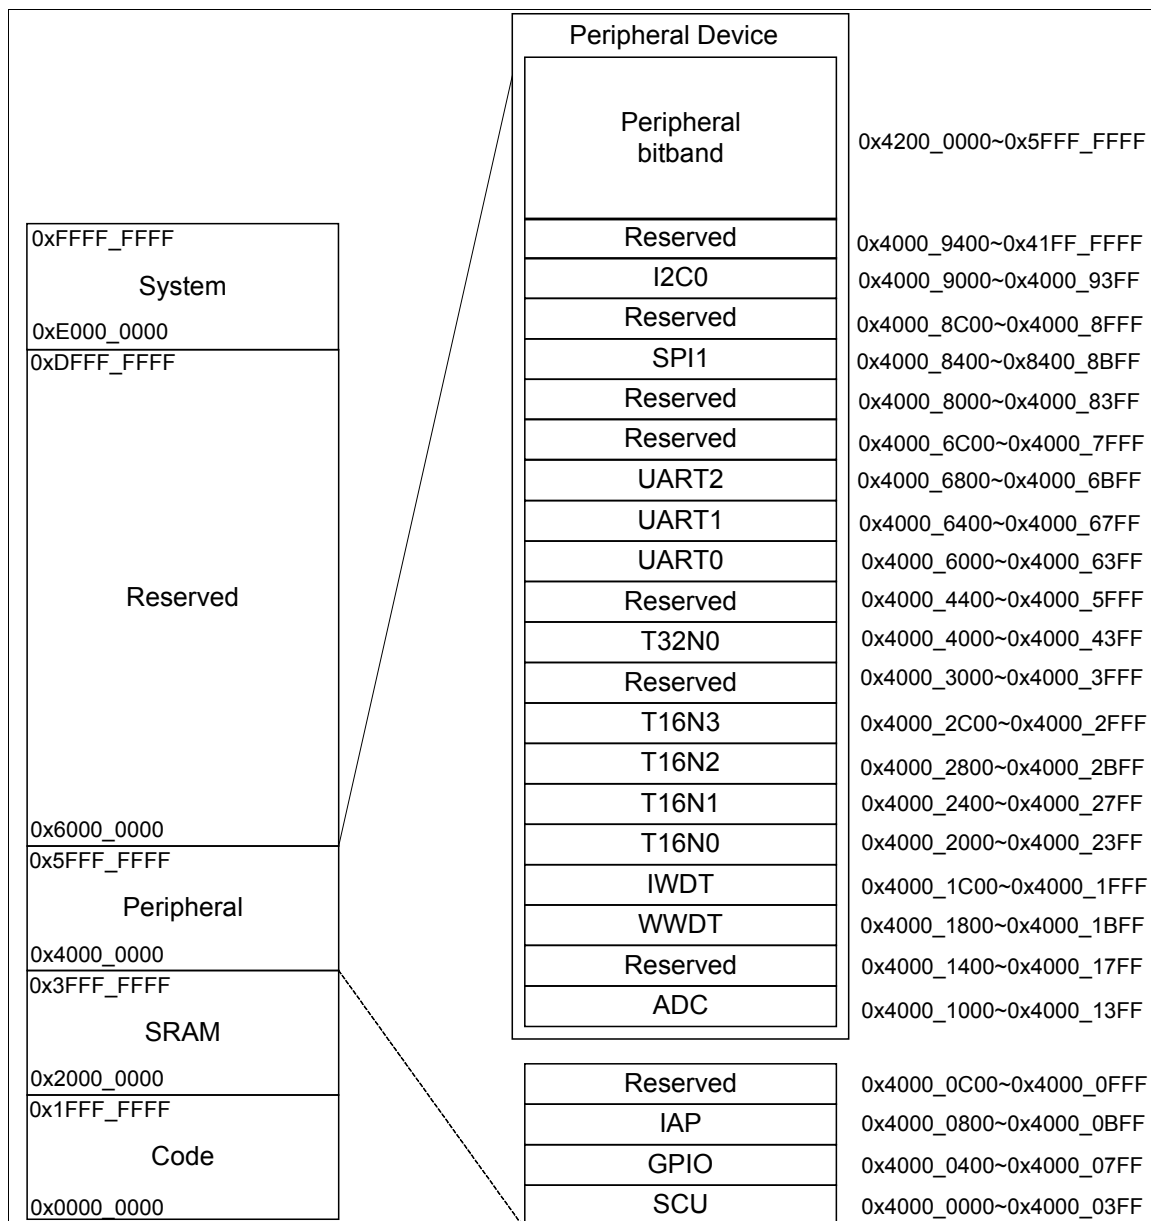 0xFFFF_FFFF
System
0xE000_0000
0xDFFF_FFFF
Reserved
0x6000_0000
0x5FFF_FFFF
Peripheral
0x4000_0000
0x3FFF_FFFF
SRAM
0x2000_0000
0x1FFF_FFFF
Code
0x0000_0000
Peripheral Device
Peripheral
bitband
0x4200_0000~0x5FFF_FFFF
Reserved 0x4000_9400~0x41FF_FFFF
I2C0 0x4000_9000~0x4000_93FF
Reserved 0x4000_8C00~0x4000_8FFF
SPI1 0x4000_8400~0x8400_8BFF
Reserved 0x4000_8000~0x4000_83FF
Reserved 0x4000_6C00~0x4000_7FFF
UART2 0x4000_6800~0x4000_6BFF
UART1 0x4000_6400~0x4000_67FF
UART0 0x4000_6000~0x4000_63FF
Reserved 0x4000_4400~0x4000_5FFF
T32N0 0x4000_4000~0x4000_43FF
Reserved 0x4000_3000~0x4000_3FFF
T16N3 0x4000_2C00~0x4000_2FFF
T16N2 0x4000_2800~0x4000_2BFF
T16N1 0x4000_2400~0x4000_27FF
T16N0 0x4000_2000~0x4000_23FF
IWDT 0x4000_1C00~0x4000_1FFF
WWDT 0x4000_1800~0x4000_1BFF
Reserved 0x4000_1400~0x4000_17FF
ADC 0x4000_1000~0x4000_13FF
Reserved 0x4000_0C00~0x4000_0FFF
IAP 0x4000_0800~0x4000_0BFF
GPIO 0x4000_0400~0x4000_07FF
SCU 0x4000_0000~0x4000_03FF